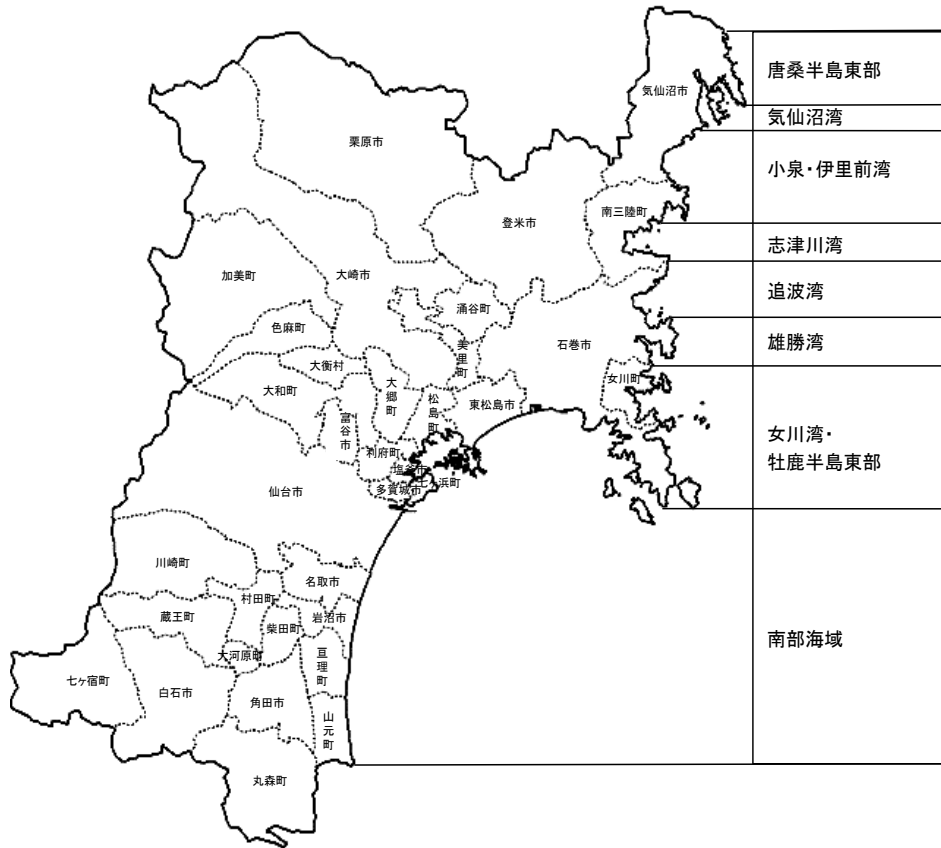 唐桑半島東部
気仙沼市
気仙沼湾
栗原市
小泉・伊里前湾
南三陸町
登米市
志津川湾
加美町
大崎市
追波湾
涌谷町
色麻町
雄勝湾
石巻市
美里町
大衡村
女川町
大和町
大郷町
松島町
東松島市
富谷市
女川湾・
牡鹿半島東部
利府町
塩竈市
七ヶ浜町
多賀城市
仙台市
川崎町
名取市
村田町
蔵王町
岩沼市
柴田町
南部海域
大河原町
亘理町
七ヶ宿町
白石市
角田市
山元町
丸森町